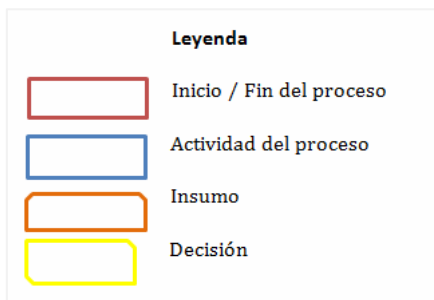 Leyenda
Inicio / Fin del proceso
Actividad del proceso
Insumo
Decisión